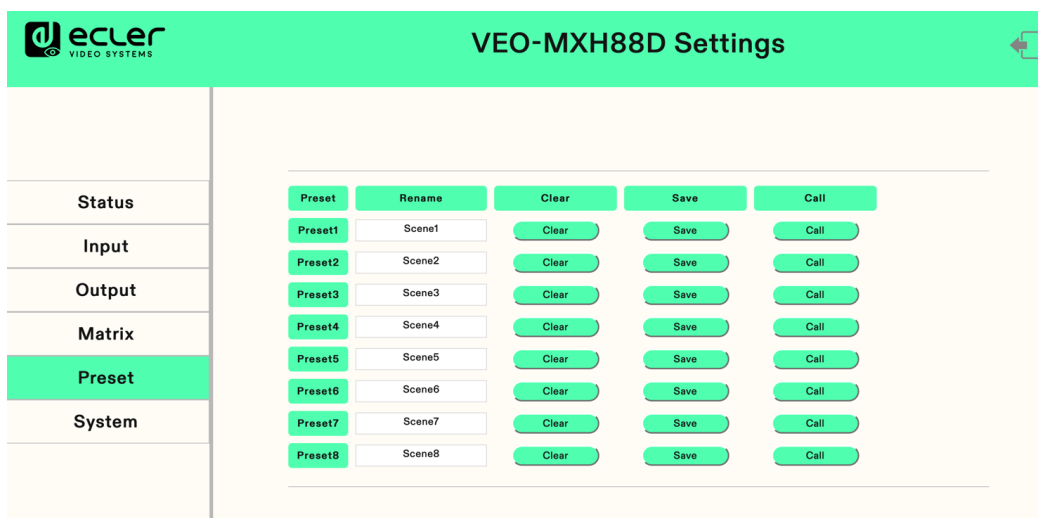 ecler
VIDEO SYSTEMS
VEO-MXH88D Settings
Status
Input
Output
Matrix
Preset
System
Preset Rename Clear Save Call
Preset1 Scene1 Clear Save Call
Preset2 Scene2 Clear Save Call
Preset3 Scene3 Clear Save Call
Preset4 Scene4 Clear Save Call
Preset5 Scene5 Clear Save Call
Preset6 Scene6 Clear Save Call
Preset7 Scene7 Clear Save Call
Preset8 Scene8 Clear Save Call